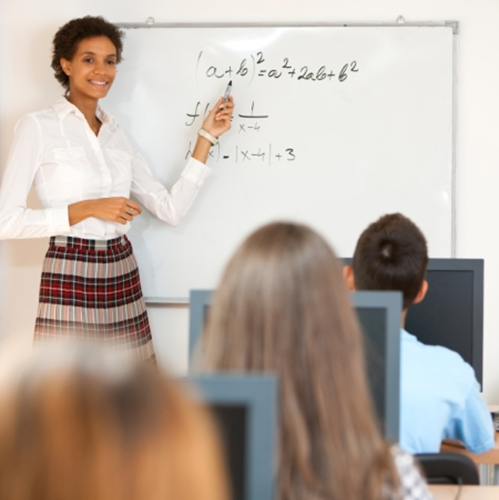 (a+b)²=a²+2ab+b²
f 1/x-4
x|-|x-4|+3